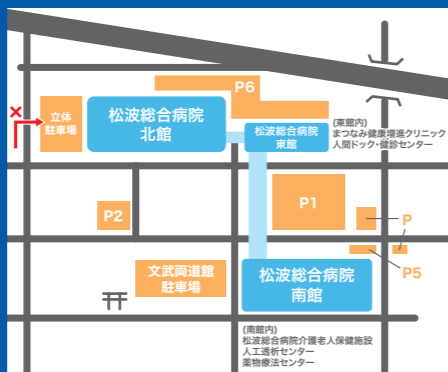 P6
立体
駐車場
松波総合病院
北館
松波総合病院
東館
(東館内)
まつなみ健康増進クリニック
人間ドック・健診センター
P1
P2
P
P5
文武両道館
駐車場
松波総合病院
南館
(南館内)
松波総合病院介護老人保健施設
人工透析センター
薬物療法センター